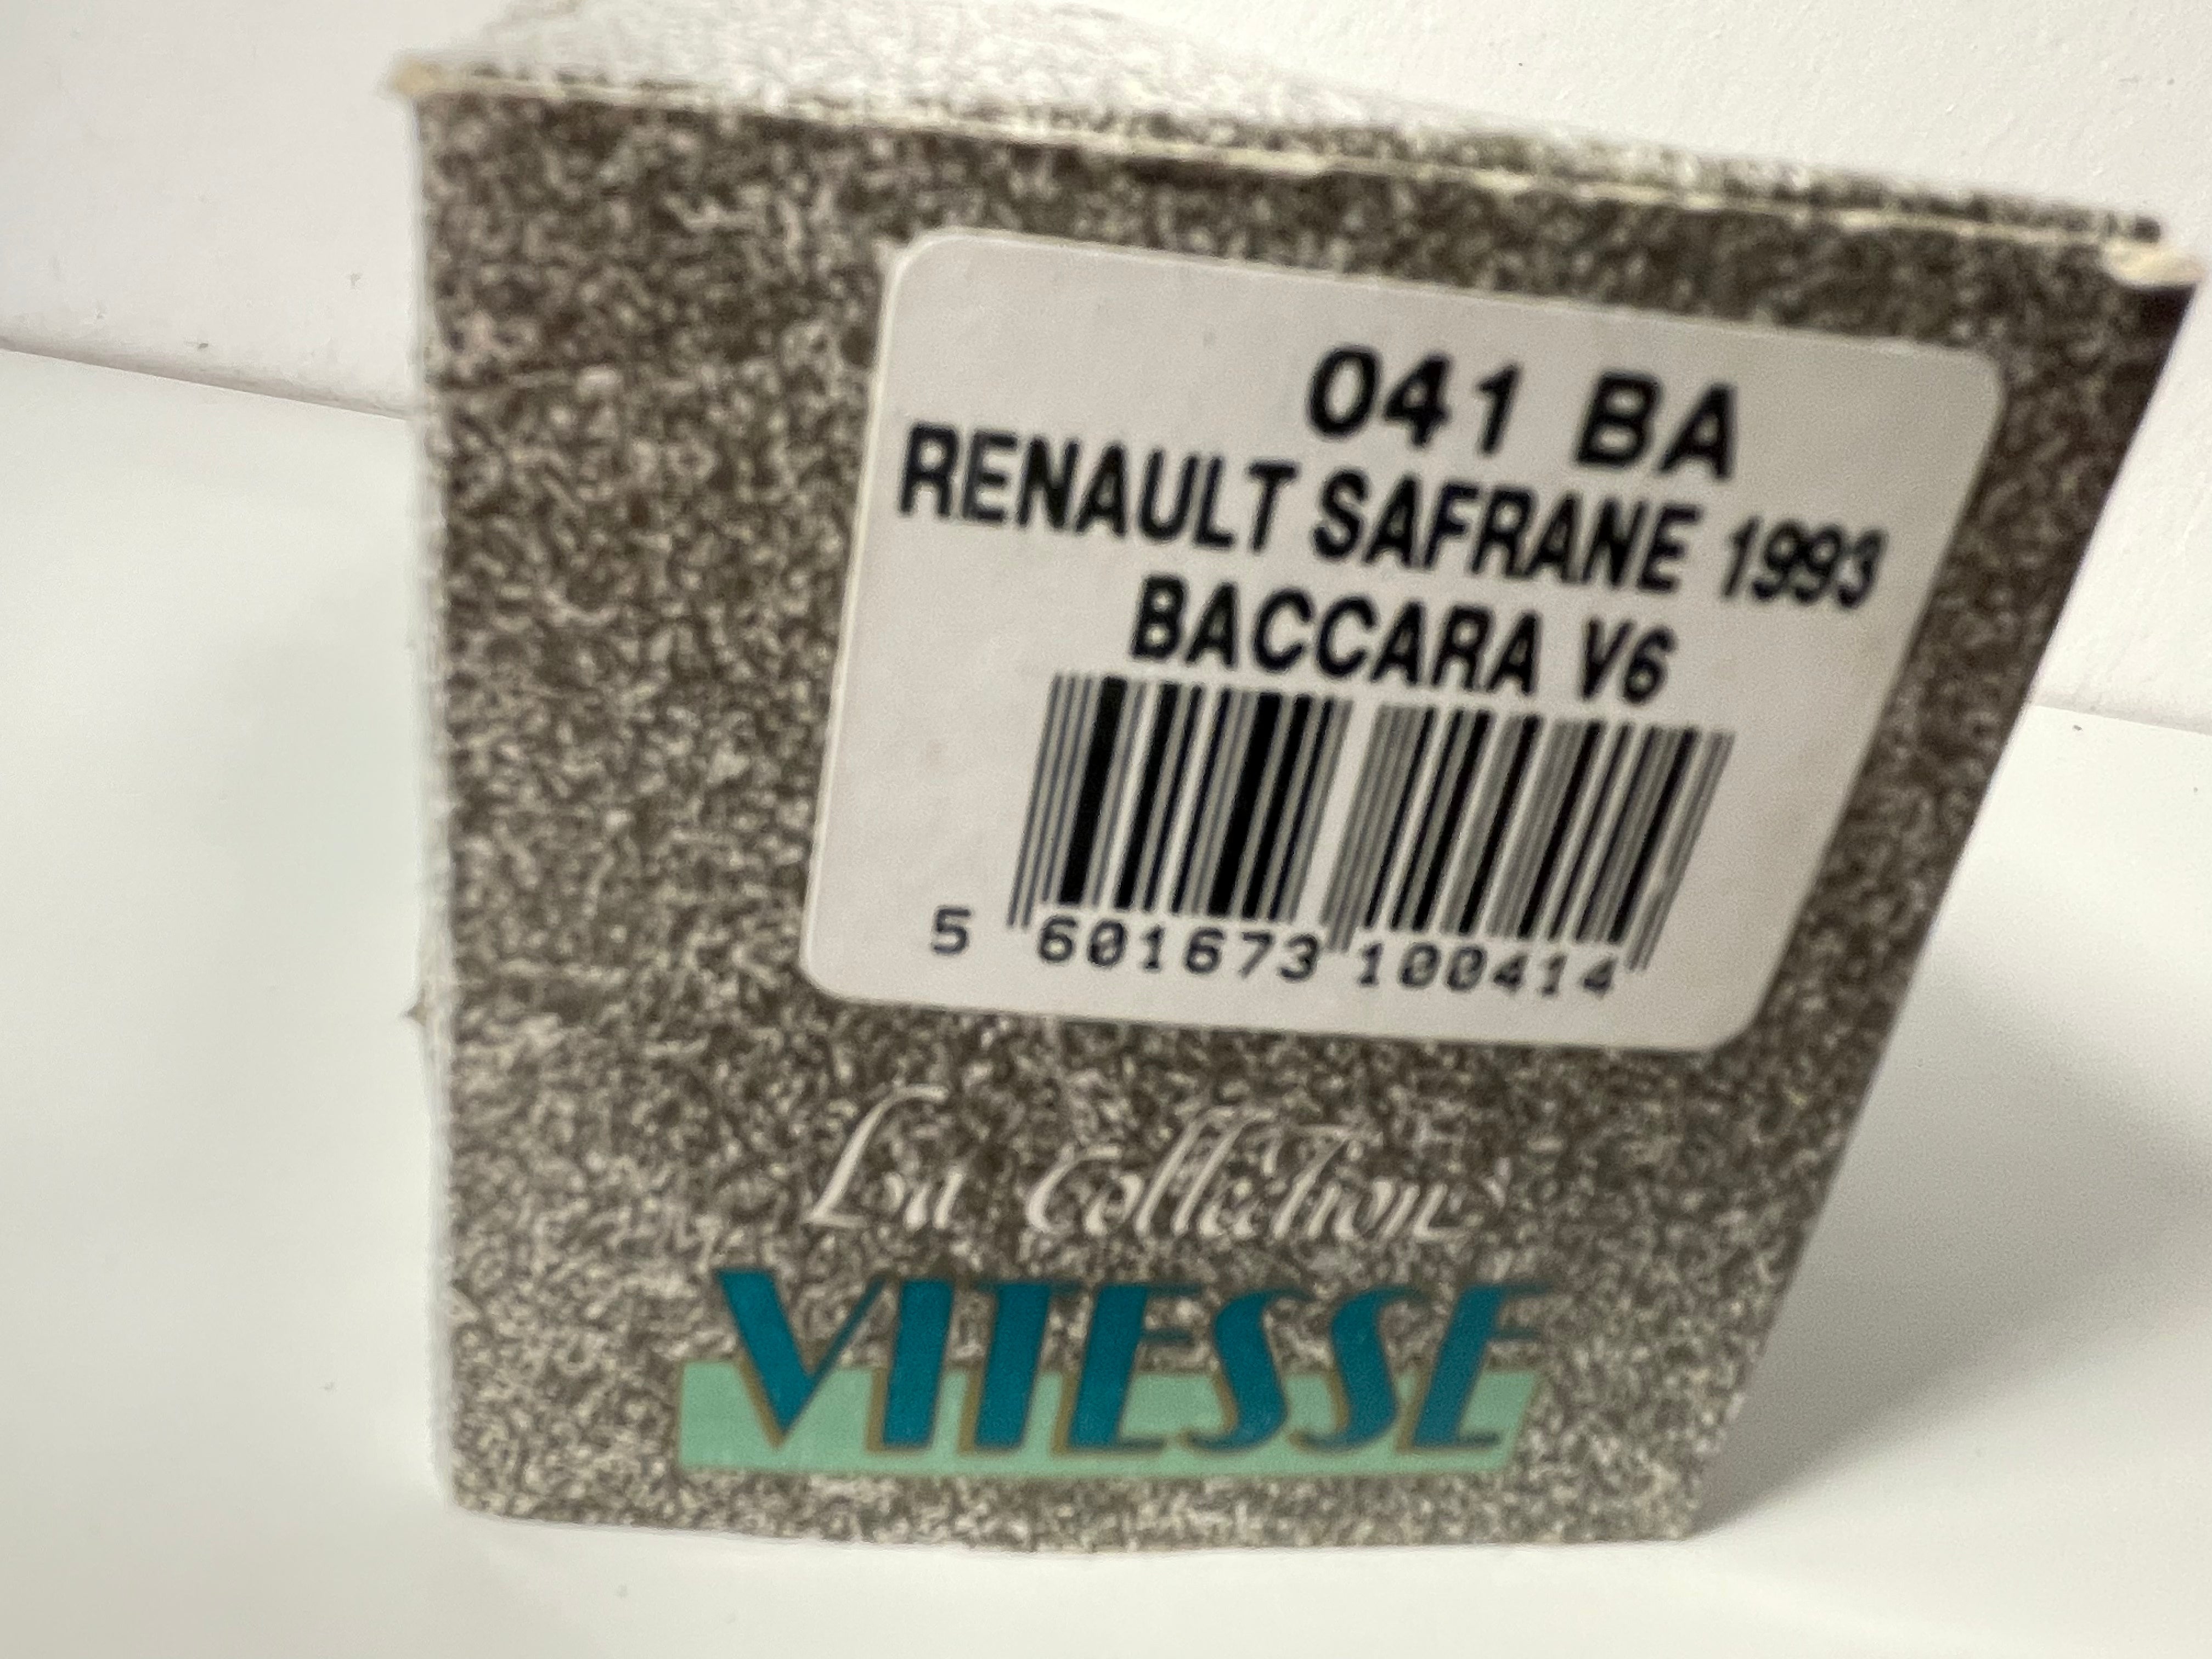 041 BA
RENAULT SAFRANE 1993
BACCARA V6
5 601673 100414
La Collection
VITESSE